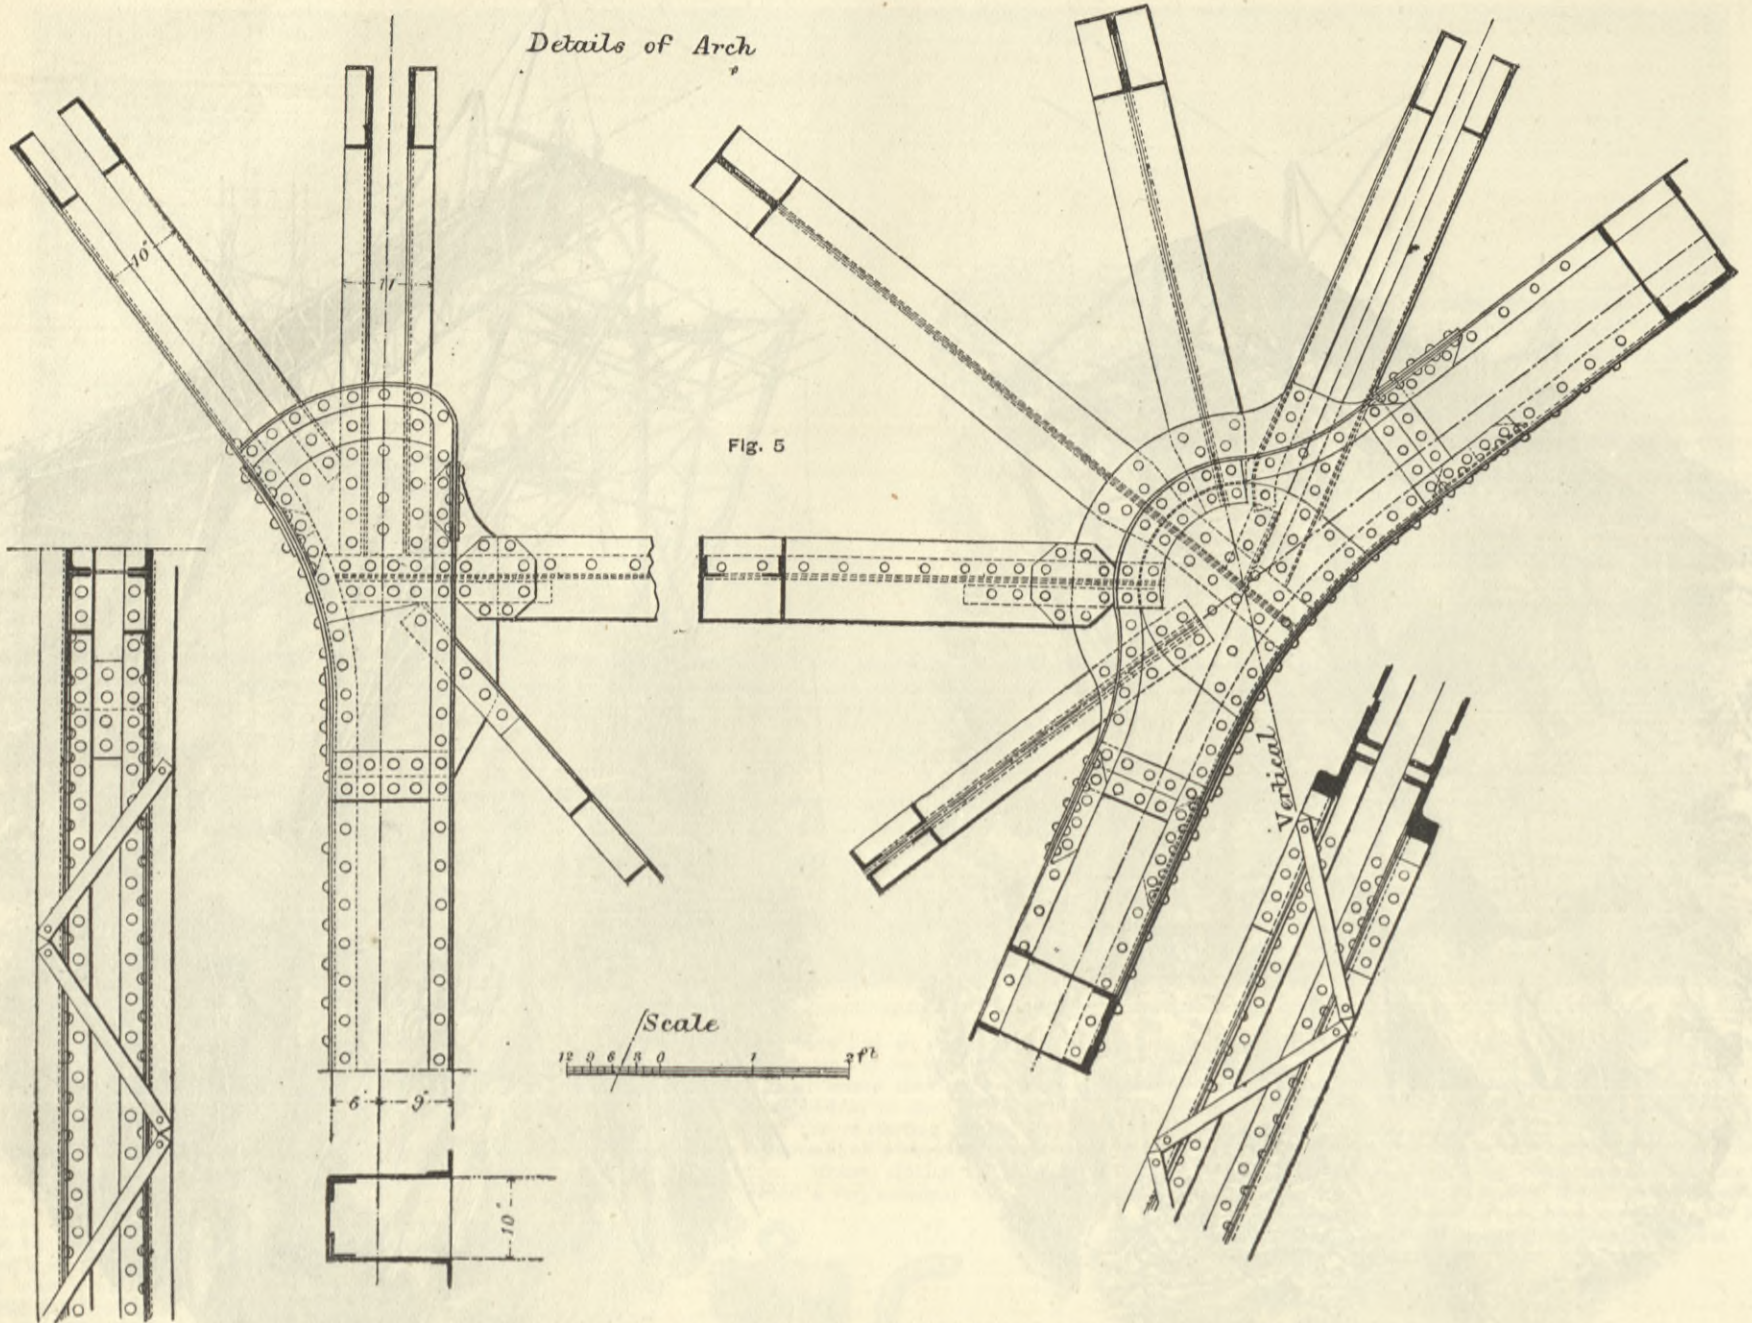 Details of Arch
10"
11"
Fig. 5
Vertical
Scale
12 9 6 3 0 1 2 ft
6" 9"
10"